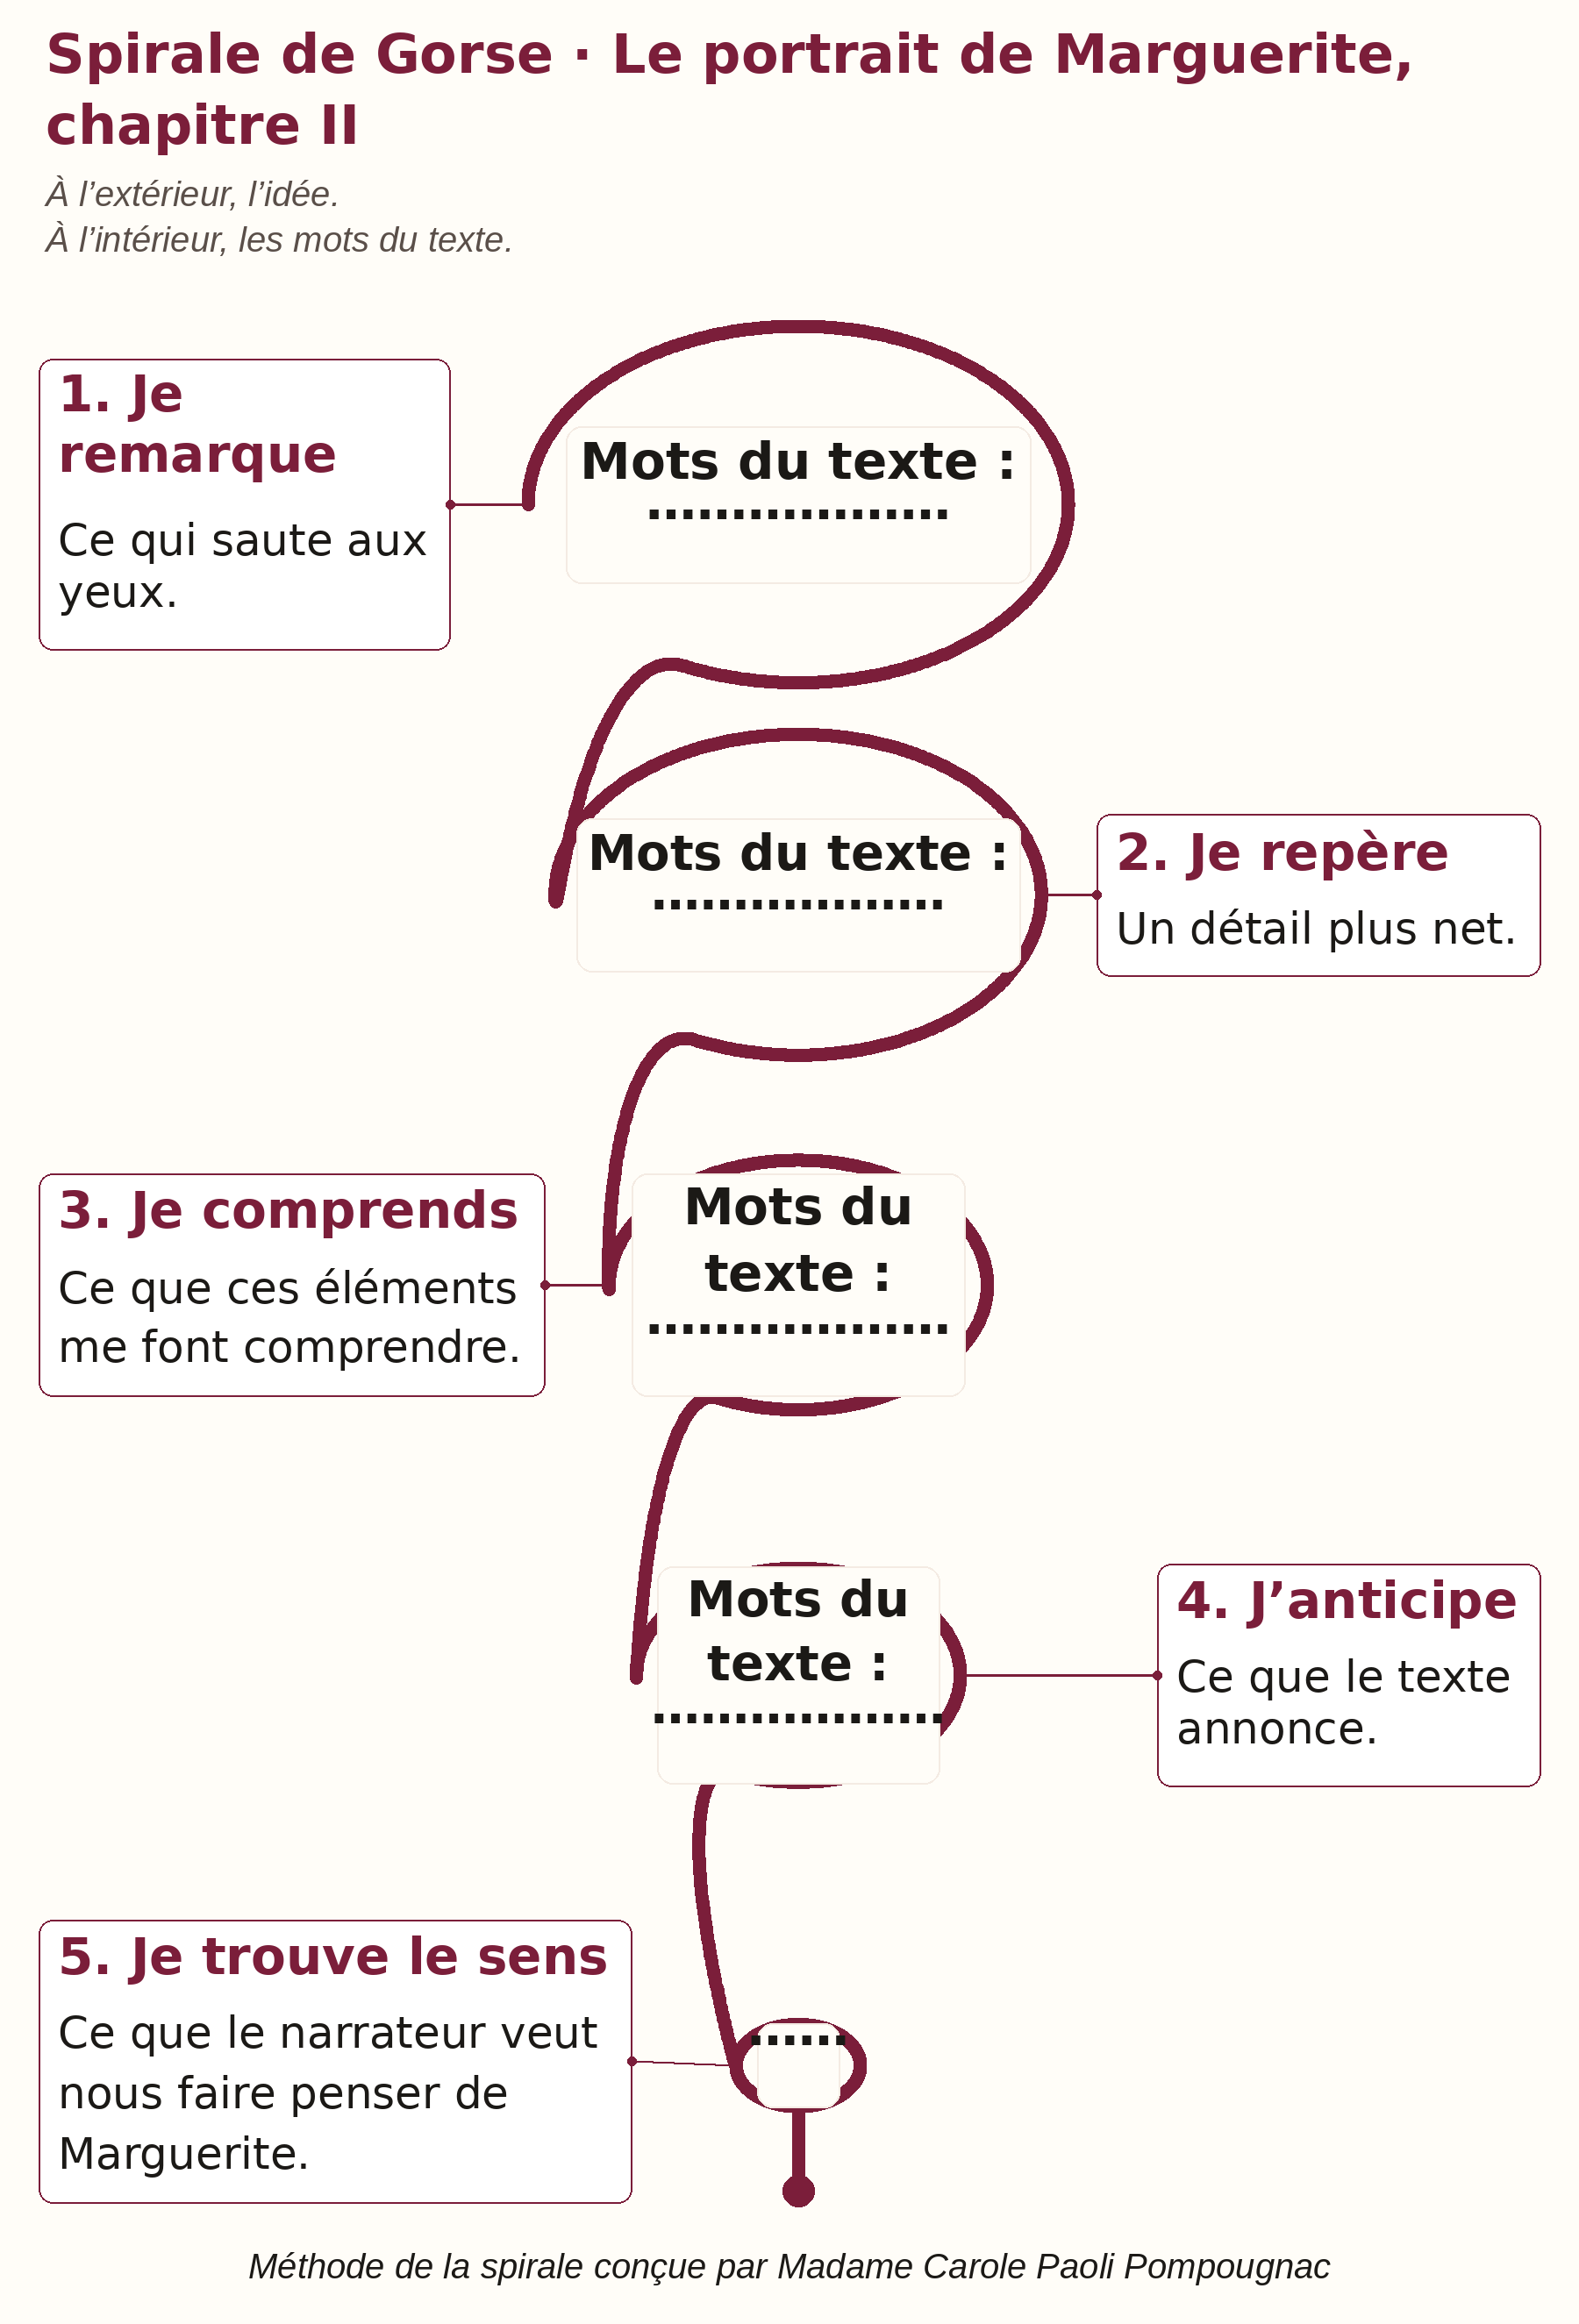 Spirale de Gorse · Le portrait de Marguerite,
chapitre II
À l’extérieur, l’idée.
À l’intérieur, les mots du texte.
1. Je
remarque
Ce qui saute aux
yeux.
Mots du texte :
..................
Mots du texte :
..................
2. Je repère
Un détail plus net.
3. Je comprends
Ce que ces éléments
me font comprendre.
Mots du
texte :
..................
Mots du
texte :
..................
4. J’anticipe
Ce que le texte
annonce.
5. Je trouve le sens
Ce que le narrateur veut
nous faire penser de
Marguerite.
......
Méthode de la spirale conçue par Madame Carole Paoli Pompougnac